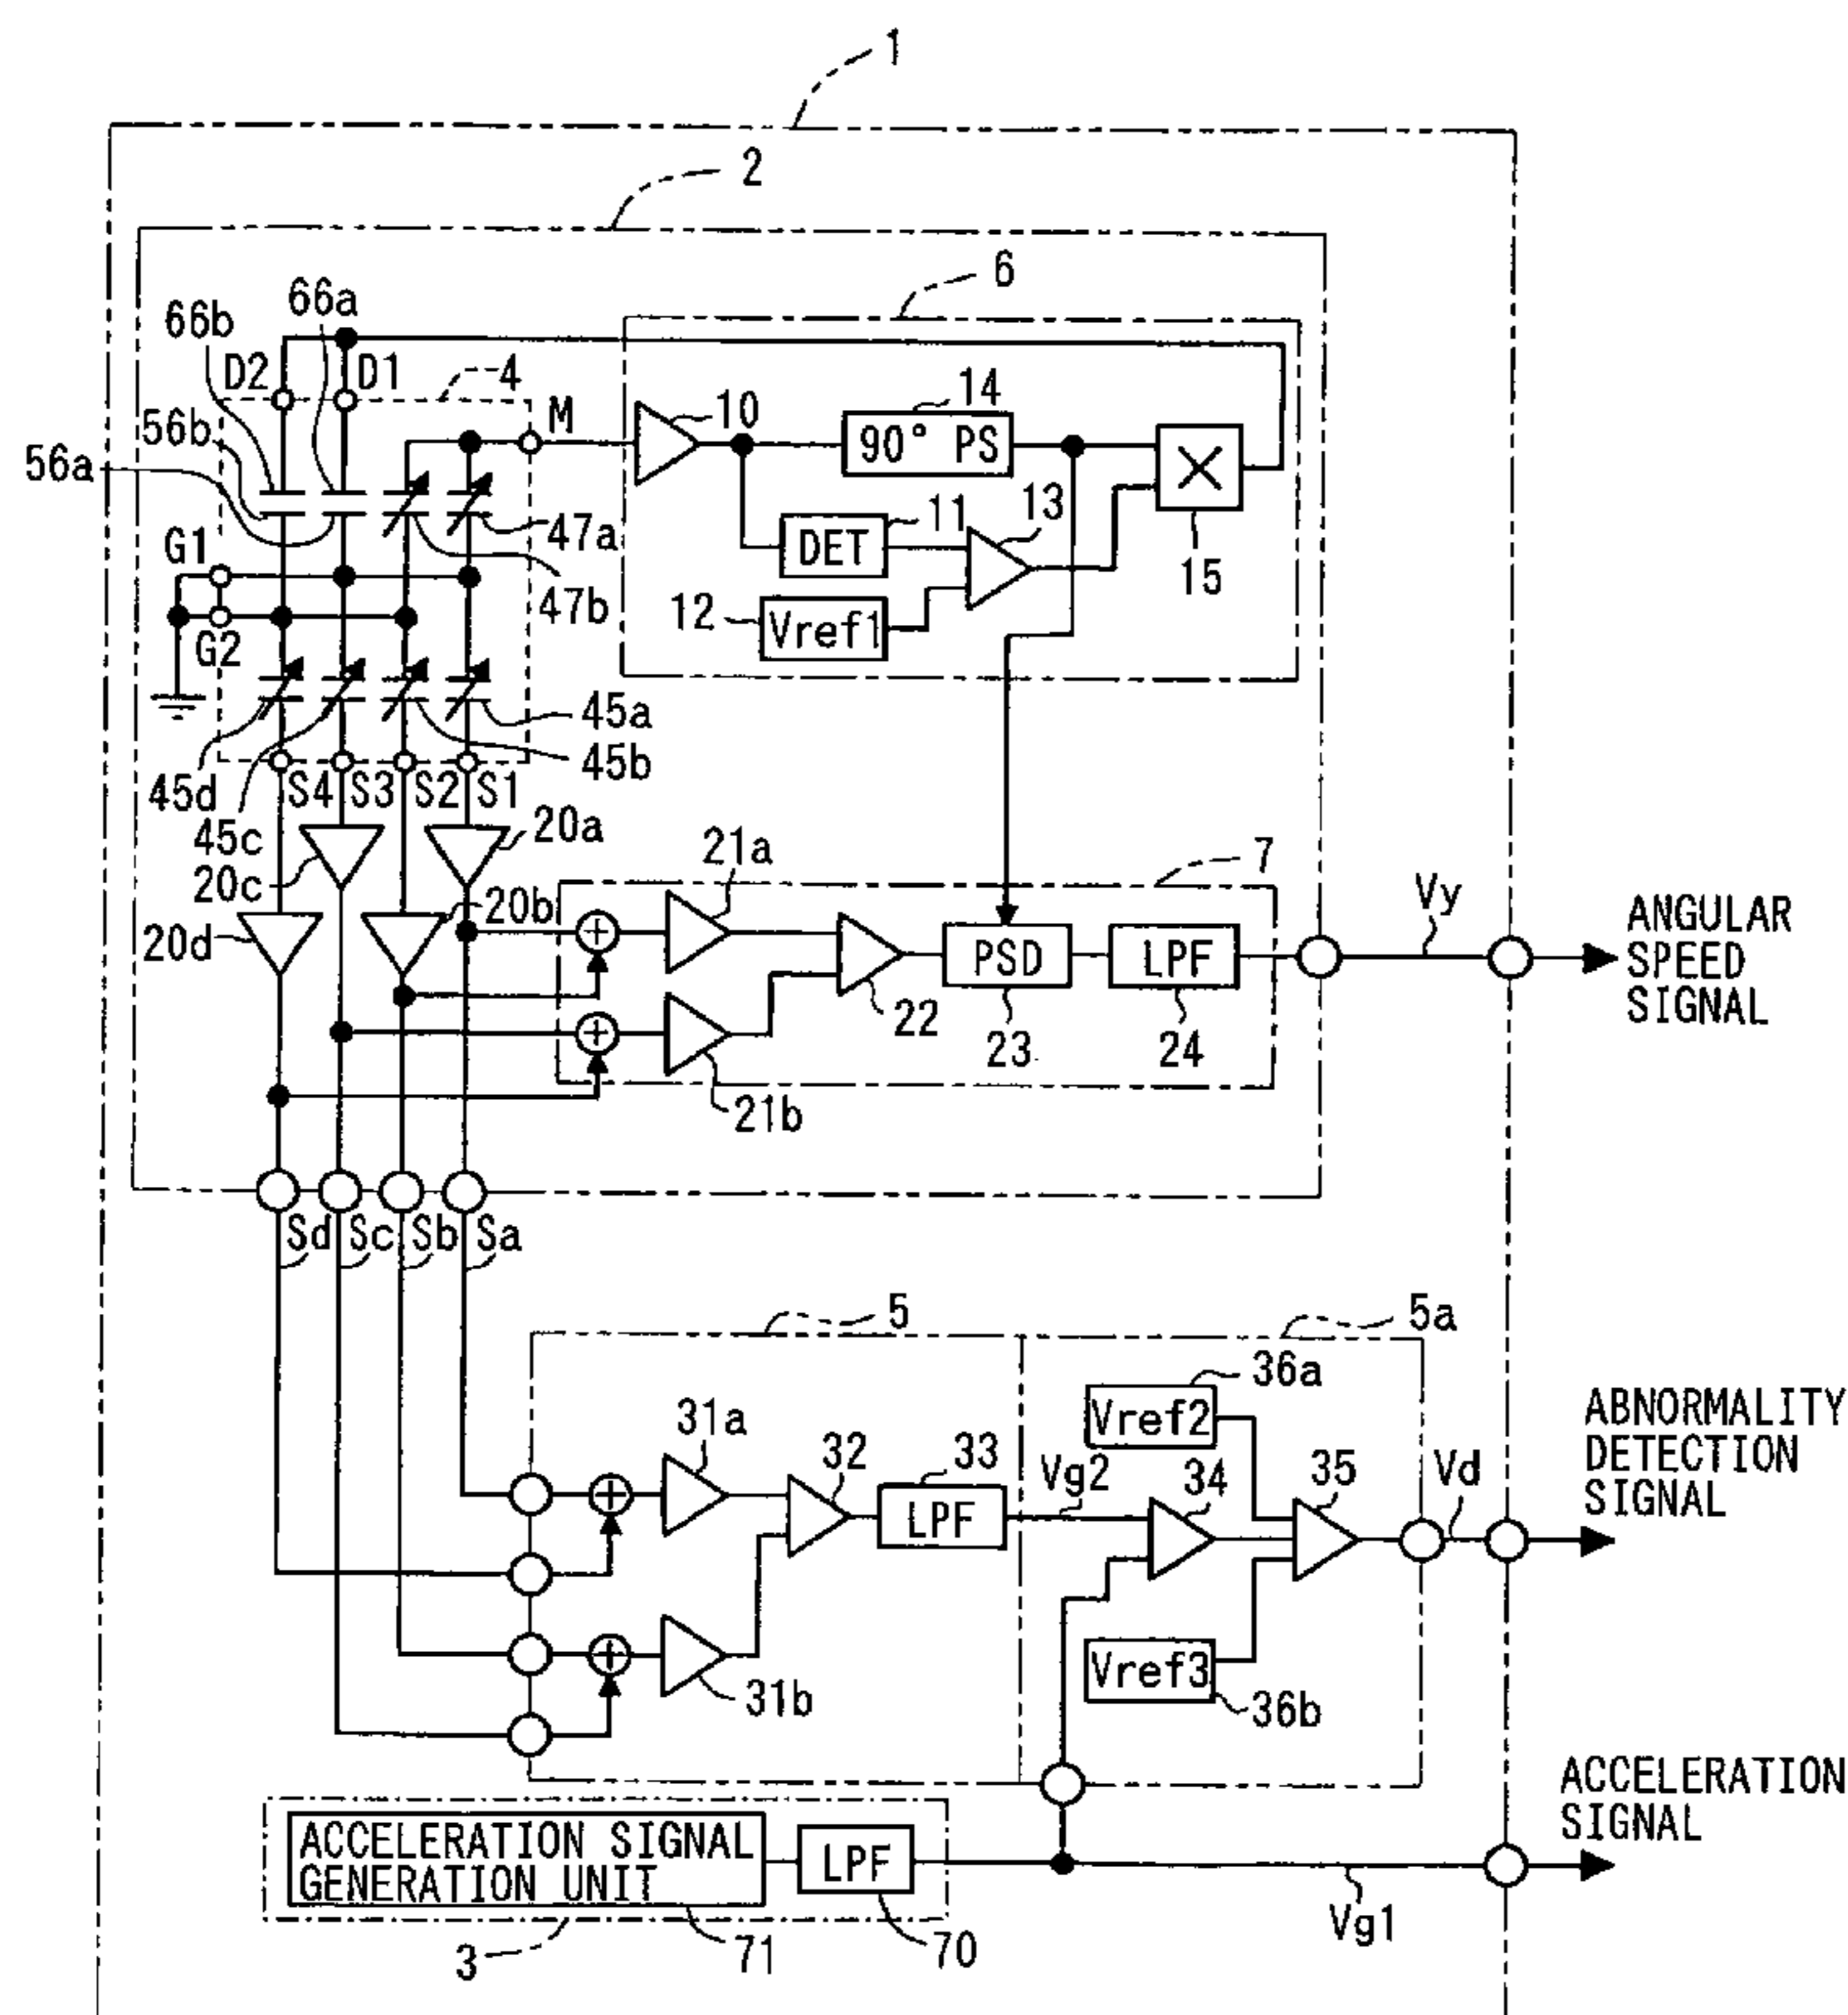 1
2
6
66a
66b
D2
D1
4
M
10
14
90° PS
56b
56a
11
13
DET
47a
G1
15
12
Vref1
47b
G2
45a
45b
45d
S4
S3
S2
S1
45c
20a
20c
21a
7
20b
Vy
ANGULAR
SPEED
SIGNAL
20d
PSD
LPF
22
23
24
21b
Sd
Sc
Sb
Sa
5
5a
36a
Vref2
31a
32
33
Vg2
34
35
Vd
ABNORMALITY
DETECTION
SIGNAL
LPF
31b
Vref3
36b
ACCELERATION
SIGNAL
ACCELERATION SIGNAL
GENERATION UNIT
LPF
3
71
70
Vg1